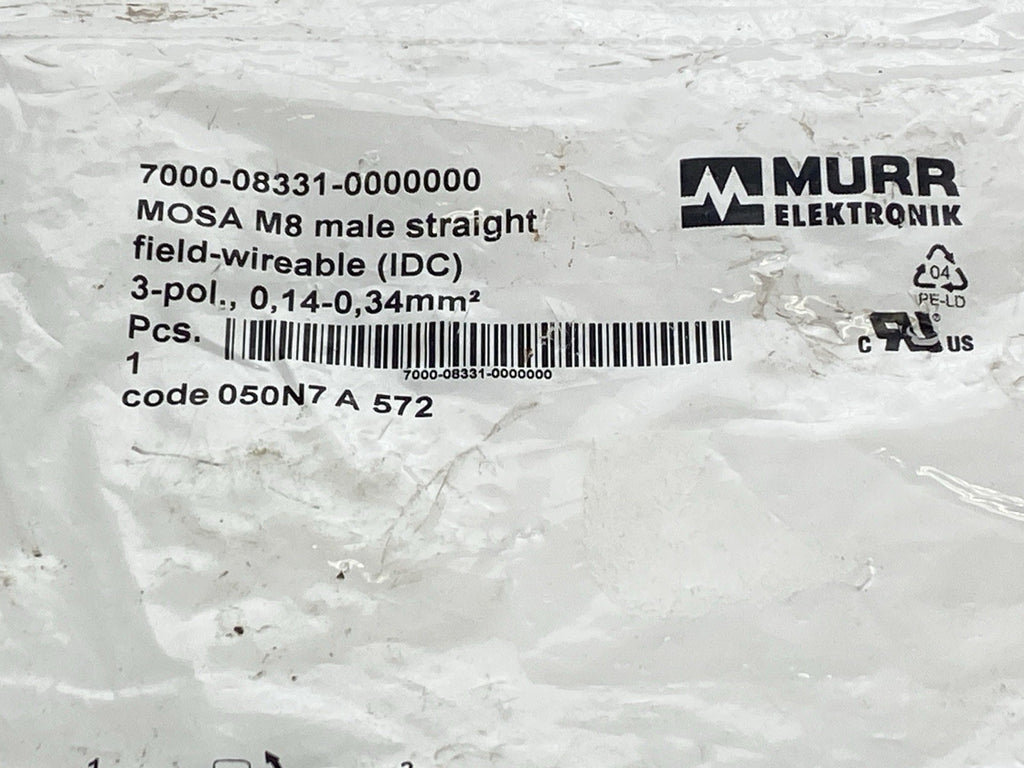 7000-08331-0000000
MOSA M8 male straight
field-wireable (IDC)
3-pol., 0,14-0,34mm²
Pcs.
1
7000-08331-0000000
code 050N7 A 572
MURR
ELEKTRONIK
04
PE-LD
C RU® US